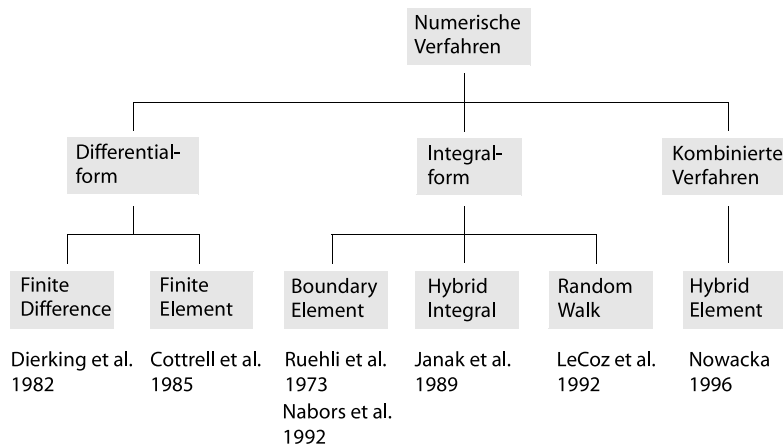 Numerische
Verfahren
Differential-
form
Integral-
form
Kombinierte
Verfahren
Finite
Difference
Finite
Element
Boundary
Element
Hybrid
Integral
Random
Walk
Hybrid
Element
Dierking et al.
1982
Cottrell et al.
1985
Ruehli et al.
1973
Nabors et al.
1992
Janak et al.
1989
LeCoz et al.
1992
Nowacka
1996